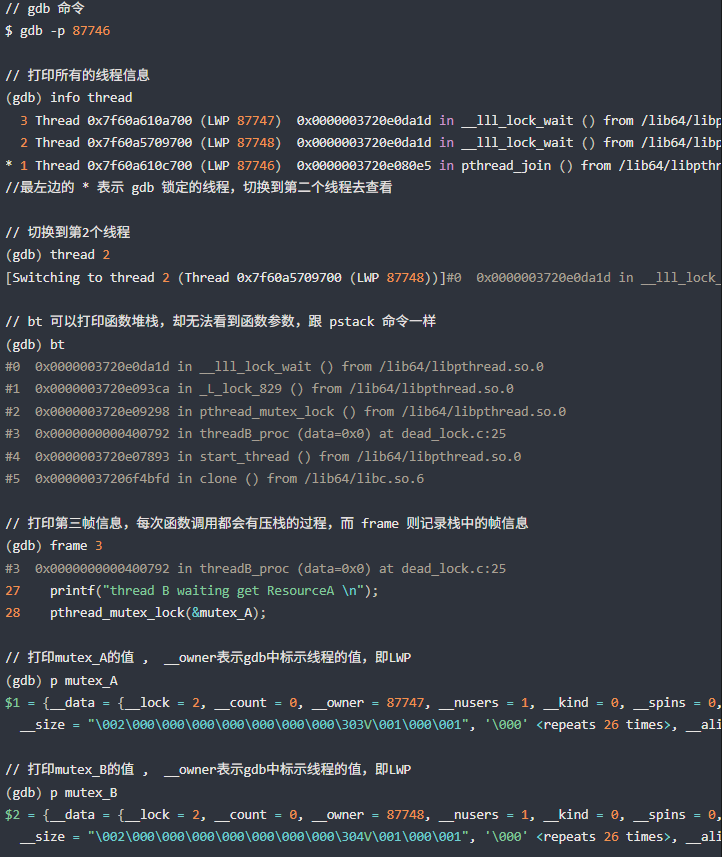 // gdb 命令
$ gdb -p 87746
// 打印所有的线程信息
(gdb) info thread
3 Thread 0x7f60a610a700 (LWP 87747)  0x0000003720e0da1d in __lll_lock_wait () from /lib64/libp
2 Thread 0x7f60a5709700 (LWP 87748)  0x0000003720e0da1d in __lll_lock_wait () from /lib64/libp
* 1 Thread 0x7f60a610c700 (LWP 87746)  0x0000003720e080e5 in pthread_join () from /lib64/libpthr
//最左边的 * 表示 gdb 锁定的线程，切换到第二个线程去查看
// 切换到第2个线程
(gdb) thread 2
[Switching to thread 2 (Thread 0x7f60a5709700 (LWP 87748))]#0  0x0000003720e0da1d in __lll_lock_
// bt 可以打印函数堆栈，却无法看到函数参数，跟 pstack 命令一样
(gdb) bt
#0  0x0000003720e0da1d in __lll_lock_wait () from /lib64/libpthread.so.0
#1  0x0000003720e093ca in _L_lock_829 () from /lib64/libpthread.so.0
#2  0x0000003720e09298 in pthread_mutex_lock () from /lib64/libpthread.so.0
#3  0x0000000000400792 in threadB_proc (data=0x0) at dead_lock.c:25
#4  0x0000003720e07893 in start_thread () from /lib64/libpthread.so.0
#5  0x00000037206f4bfd in clone () from /lib64/libc.so.6
// 打印第三帧信息，每次函数调用都会有压栈的过程，而 frame 则记录栈中的帧信息
(gdb) frame 3
#3  0x0000000000400792 in threadB_proc (data=0x0) at dead_lock.c:25
27    printf("thread B waiting get ResourceA \n");
28    pthread_mutex_lock(&mutex_A);
// 打印mutex_A的值 ,  __owner表示gdb中标示线程的值，即LWP
(gdb) p mutex_A
$1 = {__data = {__lock = 2, __count = 0, __owner = 87747, __nusers = 1, __kind = 0, __spins = 0,
__size = "\002\000\000\000\000\000\000\000\303V\001\000\001", '\000' <repeats 26 times>, __ali
// 打印mutex_B的值 ,  __owner表示gdb中标示线程的值，即LWP
(gdb) p mutex_B
$2 = {__data = {__lock = 2, __count = 0, __owner = 87748, __nusers = 1, __kind = 0, __spins = 0,
__size = "\002\000\000\000\000\000\000\000\304V\001\000\001", '\000' <repeats 26 times>, __ali